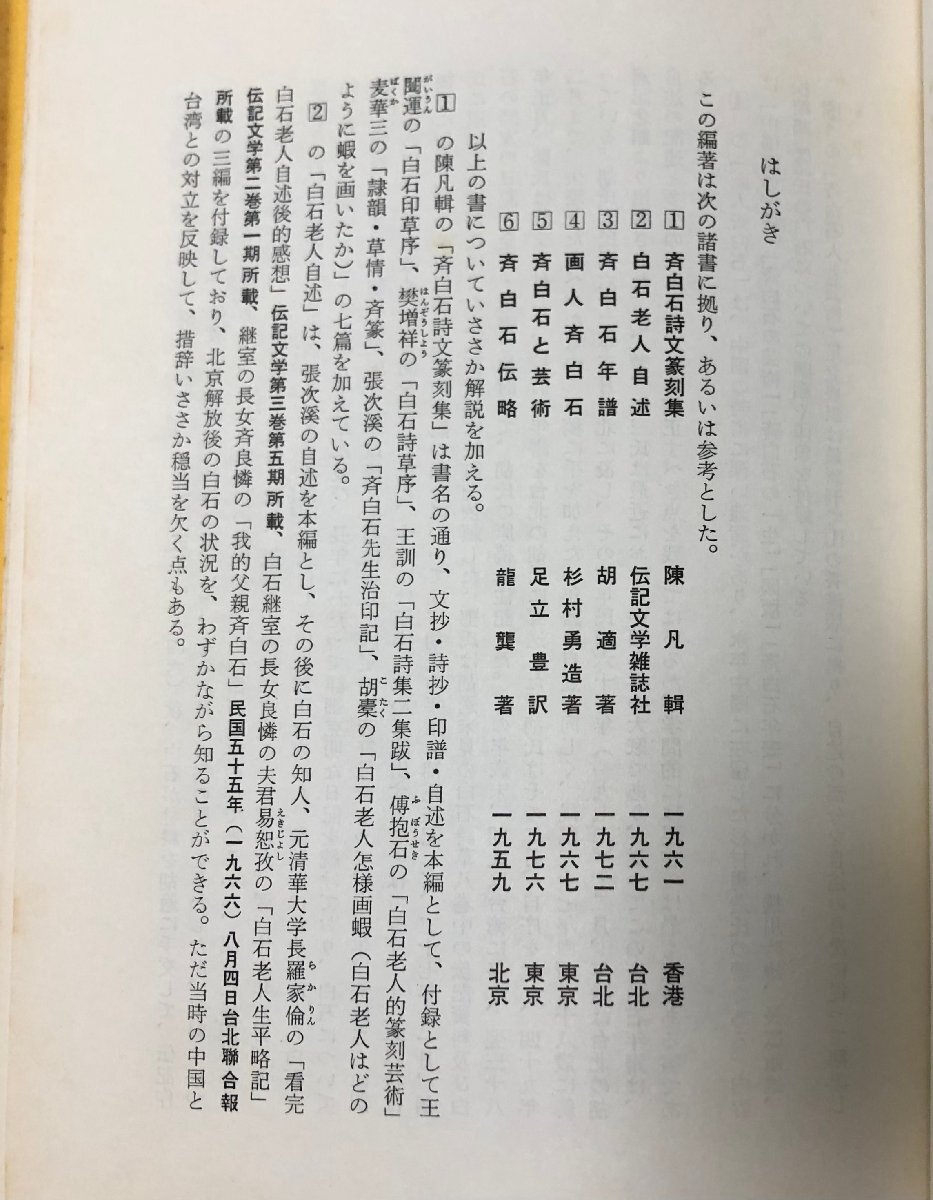 はしがき
この編著は次の諸書に拠り、あるいは参考とした。
1 斉白石詩文篆刻集 陳凡輯 一九六一 香港
2 白石老人自述 伝記文学雑誌社 一九六七 台北
3 斉白石年譜 胡適著 一九七二 台北
4 画人斉白石 杉村勇造著 一九六七 東京
5 斉白石と芸術 足立豊訳 一九七六 東京
6 斉白石伝略 龍龔著 一九五九 北京
以上の書についていささか解説を加える。
1 の陳凡輯の「斉白石詩文篆刻集」は書名の通り、文抄・詩抄・印譜・自述を本編として、付録として王
闓運の「白石印草序」、樊増祥の「白石詩草序」、王訓の「白石詩集二集跋」、傅抱石の「白石老人的篆刻芸術」
麦華三の「隷韻・草情・斉篆」、張次溪の「斉白石先生治印記」、胡橐の「白石老人怎様画蝦(白石老人はどの
ように蝦を画いたか)」の七篇を加えている。
2 の「白石老人自述」は、張次溪の自述を本編とし、その後に白石の知人、元清華大学長羅家倫の「看完
白石老人自述後的感想」伝記文学第三巻第五期所載、白石継室の長女良憐の夫君易恕孜の「白石老人生平略記」
伝記文学第二巻第一期所載、継室の長女斉良憐の「我的父親斉白石」民国五十五年(一九六六)八月四日台北聯合報
所載の三編を付録しており、北京解放後の白石の状況を、わずかながら知ることができる。ただ当時の中国と
台湾との対立を反映して、措辞いささか穏当を欠く点もある。